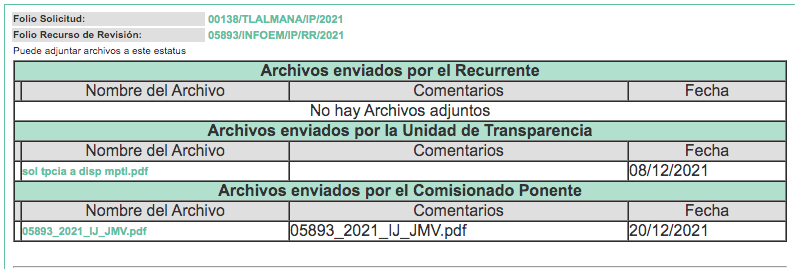 Folio Solicitud: 00138/TLALMANA/IP/2021
Folio Recurso de Revisión: 05893/INFOEM/IP/RR/2021
Puede adjuntar archivos a este estatus
Archivos enviados por el Recurrente
Nombre del Archivo Comentarios Fecha
No hay Archivos adjuntos
Archivos enviados por la Unidad de Transparencia
Nombre del Archivo Comentarios Fecha
sol tpcia a disp mptl.pdf 08/12/2021
Archivos enviados por el Comisionado Ponente
Nombre del Archivo Comentarios Fecha
05893_2021_IJ_JMV.pdf 05893_2021_IJ_JMV.pdf 20/12/2021